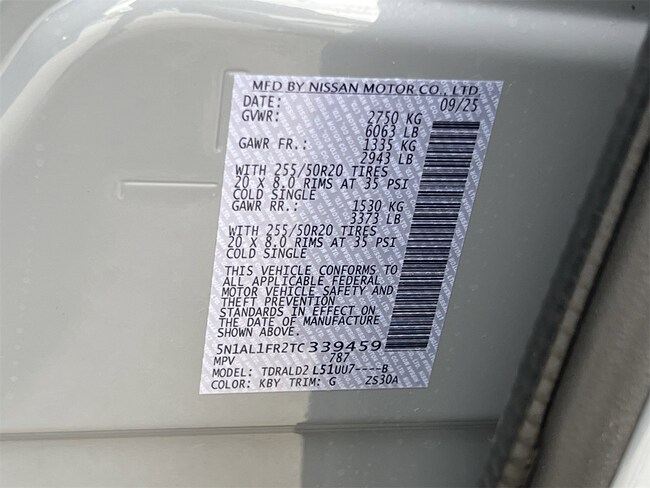 MFD BY NISSAN MOTOR CO., LTD
DATE: 09/25
GVWR: 2750 KG
6063 LB
GAWR FR.: 1335 KG
2943 LB
WITH 255/50R20 TIRES
20 X 8.0 RIMS AT 35 PSI
COLD SINGLE
GAWR RR.: 1530 KG
3373 LB
WITH 255/50R20 TIRES
20 X 8.0 RIMS AT 35 PSI
COLD SINGLE
THIS VEHICLE CONFORMS TO
ALL APPLICABLE FEDERAL
MOTOR VEHICLE SAFETY AND
THEFT PREVENTION
STANDARDS IN EFFECT ON
THE DATE OF MANUFACTURE
SHOWN ABOVE.
5N1AL1FR2TC339459
MPV 787
MODEL: TDRALD2 L51UU7----B
COLOR: KBY TRIM: G ZS30A